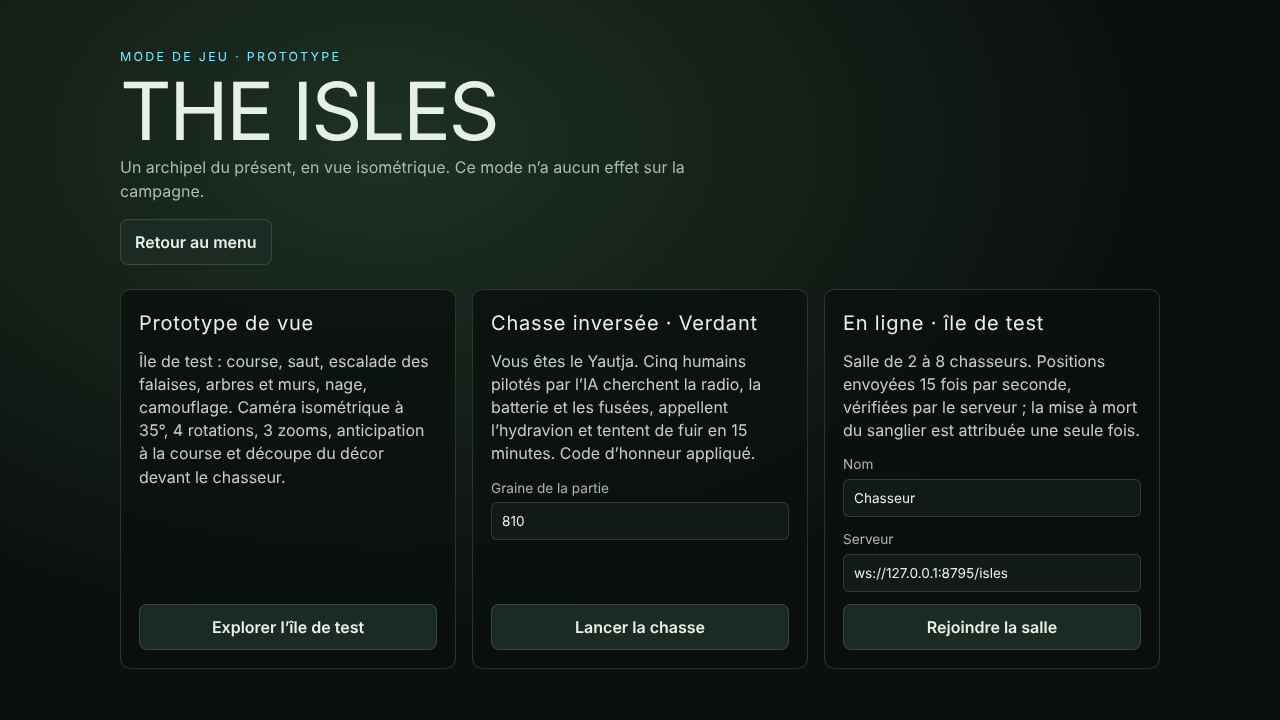 MODE DE JEU · PROTOTYPE
THE ISLES
Un archipel du présent, en vue isométrique. Ce mode n’a aucun effet sur la
campagne.
Retour au menu
Prototype de vue
Île de test : course, saut, escalade des
falaises, arbres et murs, nage,
camouflage. Caméra isométrique à
35°, 4 rotations, 3 zooms, anticipation
à la course et découpe du décor
devant le chasseur.
Explorer l’île de test
Chasse inversée · Verdant
Vous êtes le Yautja. Cinq humains
pilotés par l’IA cherchent la radio, la
batterie et les fusées, appellent
l’hydravion et tentent de fuir en 15
minutes. Code d’honneur appliqué.
Graine de la partie
810
Lancer la chasse
En ligne · île de test
Salle de 2 à 8 chasseurs. Positions
envoyées 15 fois par seconde,
vérifiées par le serveur ; la mise à mort
du sanglier est attribuée une seule fois.
Nom
Chasseur
Serveur
ws://127.0.0.1:8795/isles
Rejoindre la salle